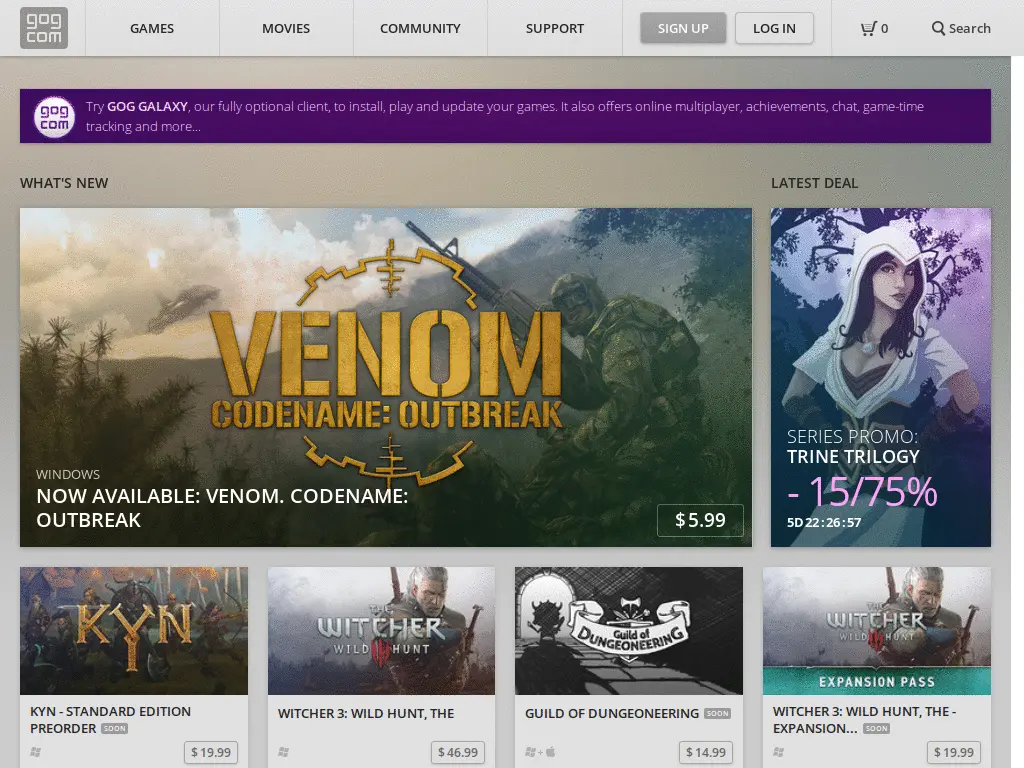 gog
com
GAMES
MOVIES
COMMUNITY
SUPPORT
SIGN UP
LOG IN
0
Search
gog
com
Try GOG GALAXY, our fully optional client, to install, play and update your games. It also offers online multiplayer, achievements, chat, game-time
tracking and more...
WHAT'S NEW
LATEST DEAL
VENOM
CODENAME: OUTBREAK
WINDOWS
NOW AVAILABLE: VENOM. CODENAME:
OUTBREAK
$5.99
SERIES PROMO:
TRINE TRILOGY
- 15/75%
5D 22:26:57
KYN
KYN - STANDARD EDITION
PREORDER SOON
$19.99
THE
WITCHER
WILD HUNT
WITCHER 3: WILD HUNT, THE
$46.99
Guild of
DUNGEONEERING
GUILD OF DUNGEONEERING SOON
+
$14.99
THE
WITCHER
WILD HUNT
EXPANSION PASS
WITCHER 3: WILD HUNT, THE -
EXPANSION... SOON
$19.99